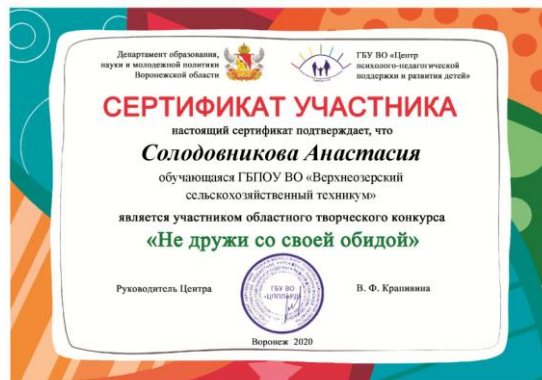 Департамент образования,
науки и молодежной политики
Воронежской области
ГБУ ВО «Центр
психолого-педагогической
поддержки и развития детей»
СЕРТИФИКАТ УЧАСТНИКА
настоящий сертификат подтверждает, что
Солодовникова Анастасия
обучающаяся ГБПОУ ВО «Верхнеозерский
сельскохозяйственный техникум»
является участником областного творческого конкурса
«Не дружи со своей обидой»
Руководитель Центра
ГБУ ВО
«ЦПППиРД»
В. Ф. Крапивина
Воронеж 2020